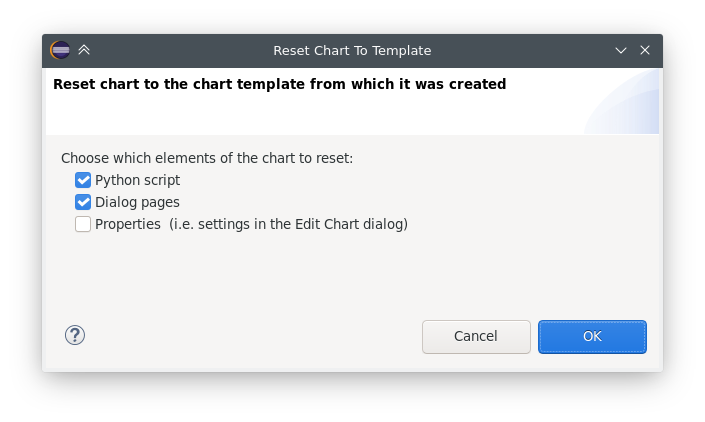 Reset Chart To Template
Reset chart to the chart template from which it was created
Choose which elements of the chart to reset:
Python script
Dialog pages
Properties  (i.e. settings in the Edit Chart dialog)
?
Cancel
OK